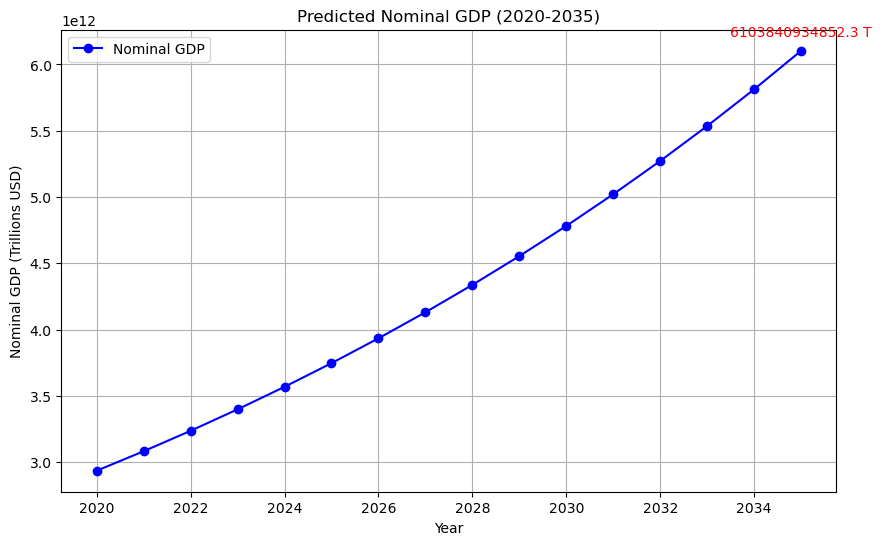 Predicted Nominal GDP (2020-2035)
1e12
6103840934852.3 T
Nominal GDP
6.0
5.5
5.0
4.5
4.0
3.5
3.0
Nominal GDP (Trillions USD)
2020 2022 2024 2026 2028 2030 2032 2034
Year